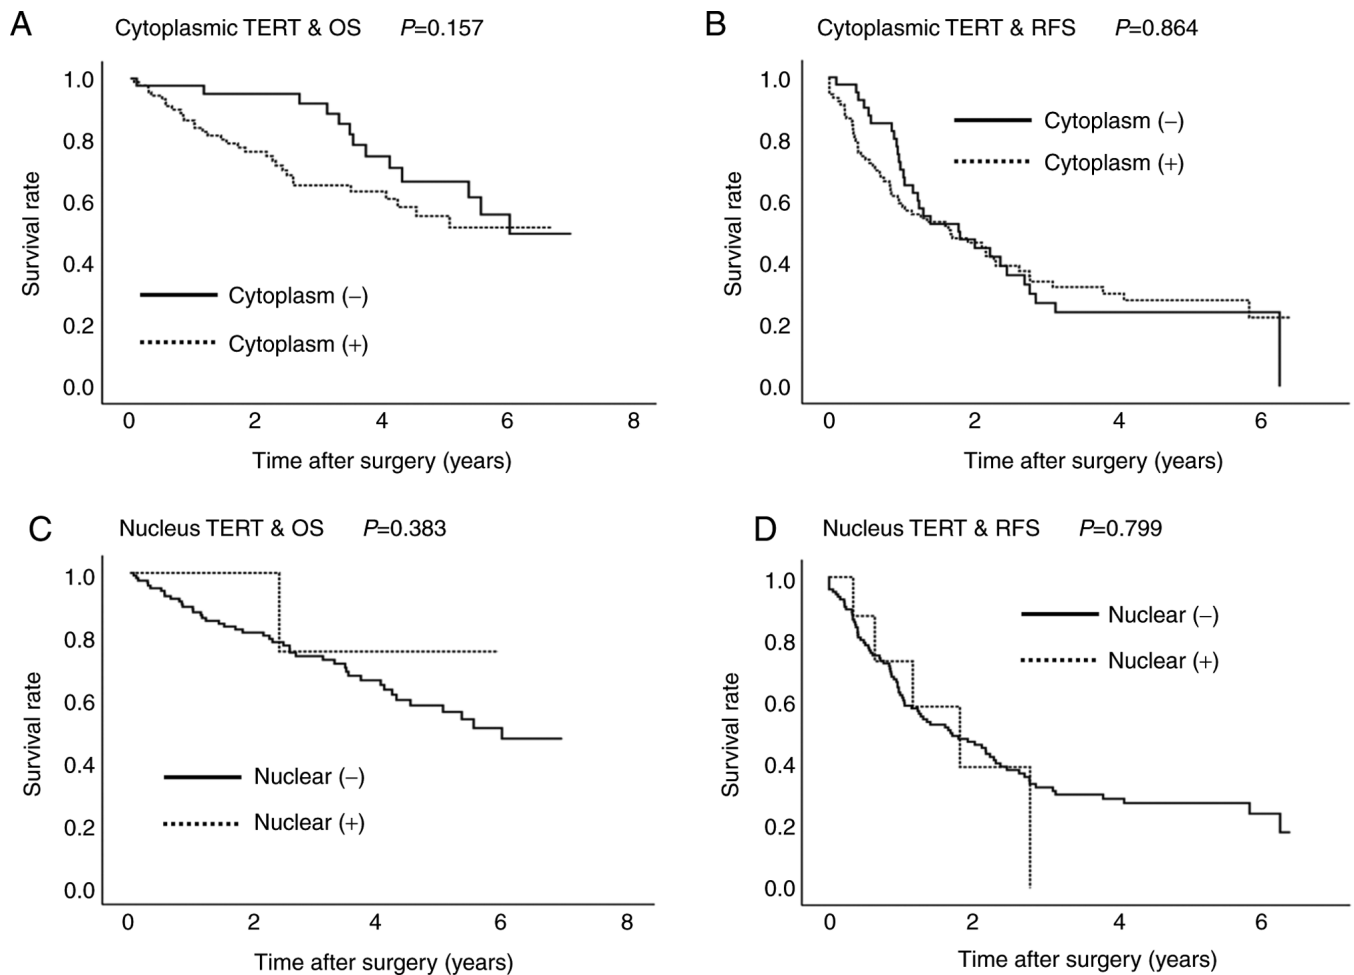 A Cytoplasmic TERT & OS P=0.157
1.0
0.8
0.6
0.4
0.2
0.0
Survival rate
Cytoplasm (−)
Cytoplasm (+)
0 2 4 6 8
Time after surgery (years)
B Cytoplasmic TERT & RFS P=0.864
1.0
0.8
0.6
0.4
0.2
0.0
Survival rate
Cytoplasm (−)
Cytoplasm (+)
0 2 4 6
Time after surgery (years)
C Nucleus TERT & OS P=0.383
1.0
0.8
0.6
0.4
0.2
0.0
Survival rate
Nuclear (−)
Nuclear (+)
0 2 4 6 8
Time after surgery (years)
D Nucleus TERT & RFS P=0.799
1.0
0.8
0.6
0.4
0.2
0.0
Survival rate
Nuclear (−)
Nuclear (+)
0 2 4 6
Time after surgery (years)